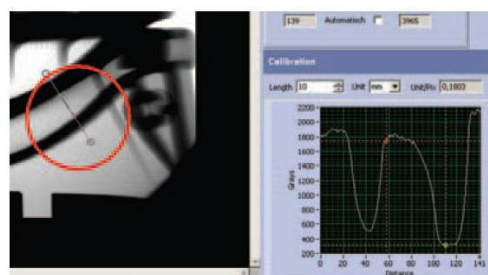 139 Automatisch 3965
Calibration
Length 10 Unit mm Unit/Px 0,1803
2200
2000
1800
1600
1400
1200
1000
800
600
400
200
Grays
0 20 40 60 80 100 120 141
Distance